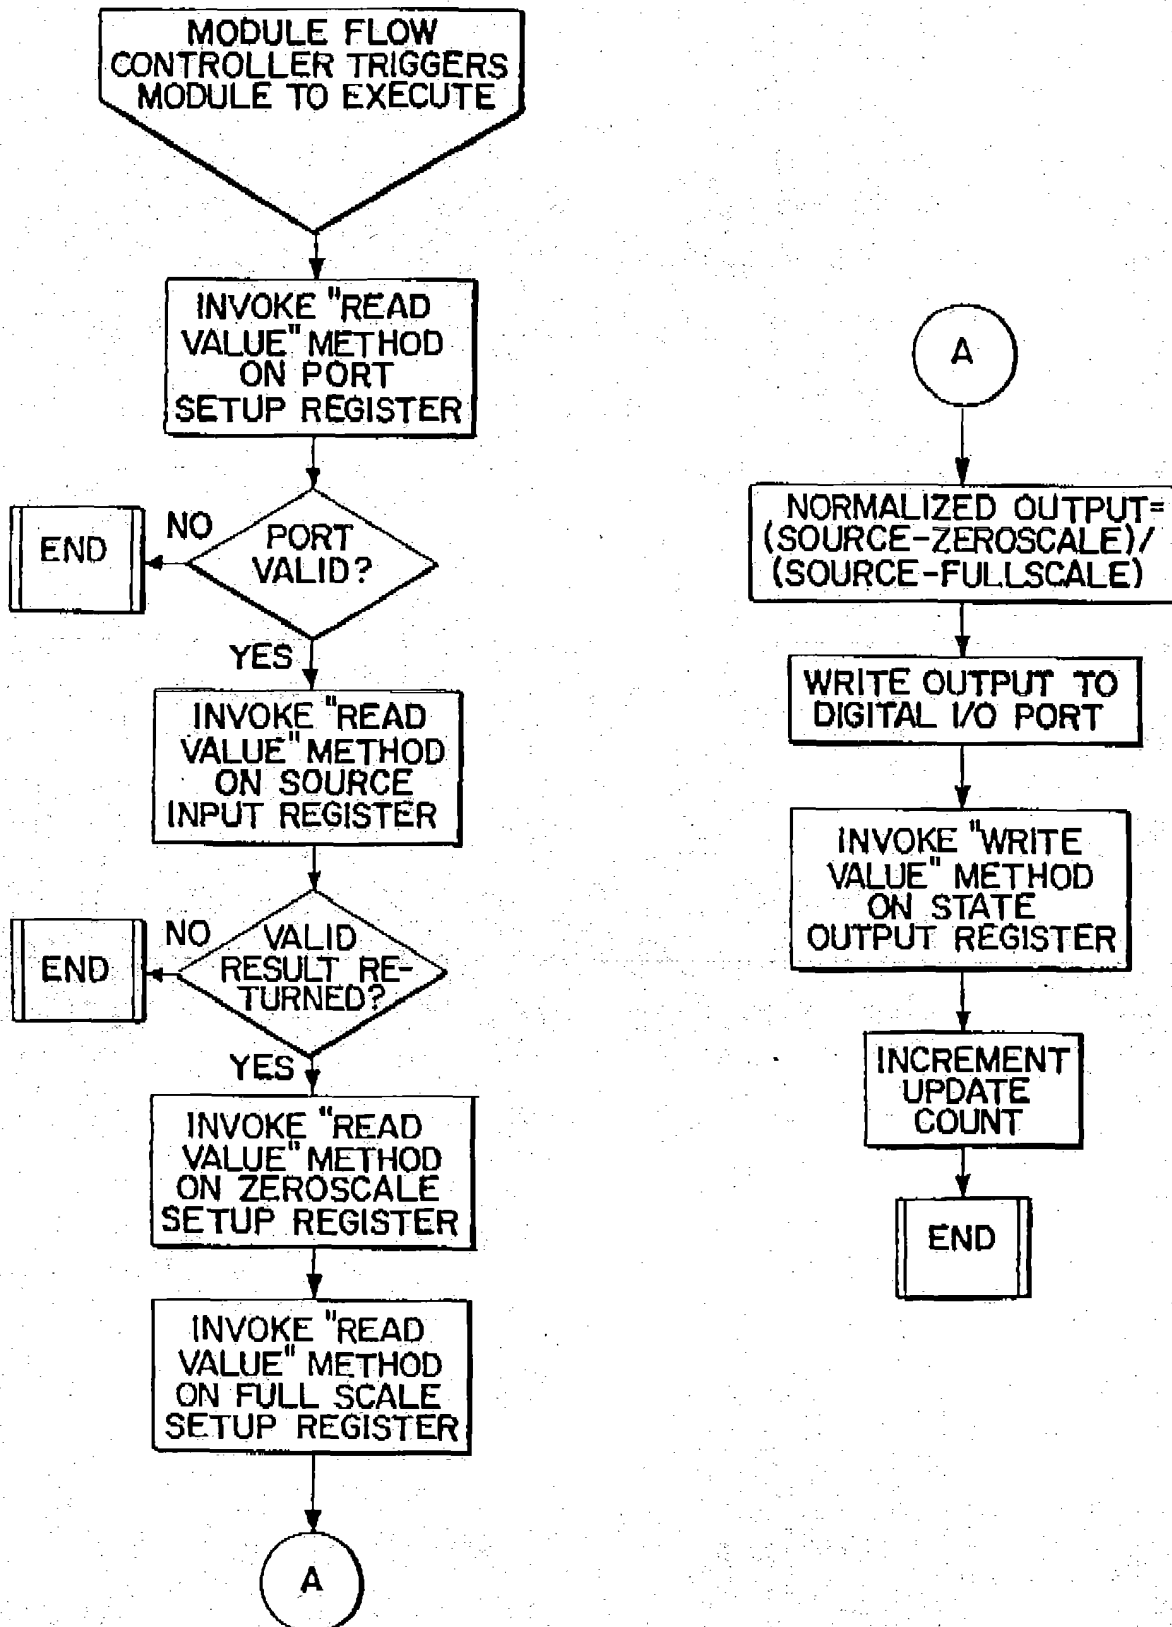 MODULE FLOW
CONTROLLER TRIGGERS
MODULE TO EXECUTE
INVOKE "READ
VALUE" METHOD
ON PORT
SETUP REGISTER
PORT
VALID?
NO
END
YES
INVOKE "READ
VALUE" METHOD
ON SOURCE
INPUT REGISTER
VALID
RESULT RE-
TURNED?
NO
END
YES
INVOKE "READ
VALUE" METHOD
ON ZEROSCALE
SETUP REGISTER
INVOKE "READ
VALUE" METHOD
ON FULL SCALE
SETUP REGISTER
A
A
NORMALIZED OUTPUT=
(SOURCE-ZEROSCALE)/
(SOURCE-FULLSCALE)
WRITE OUTPUT TO
DIGITAL I/O PORT
INVOKE "WRITE
VALUE" METHOD
ON STATE
OUTPUT REGISTER
INCREMENT
UPDATE
COUNT
END